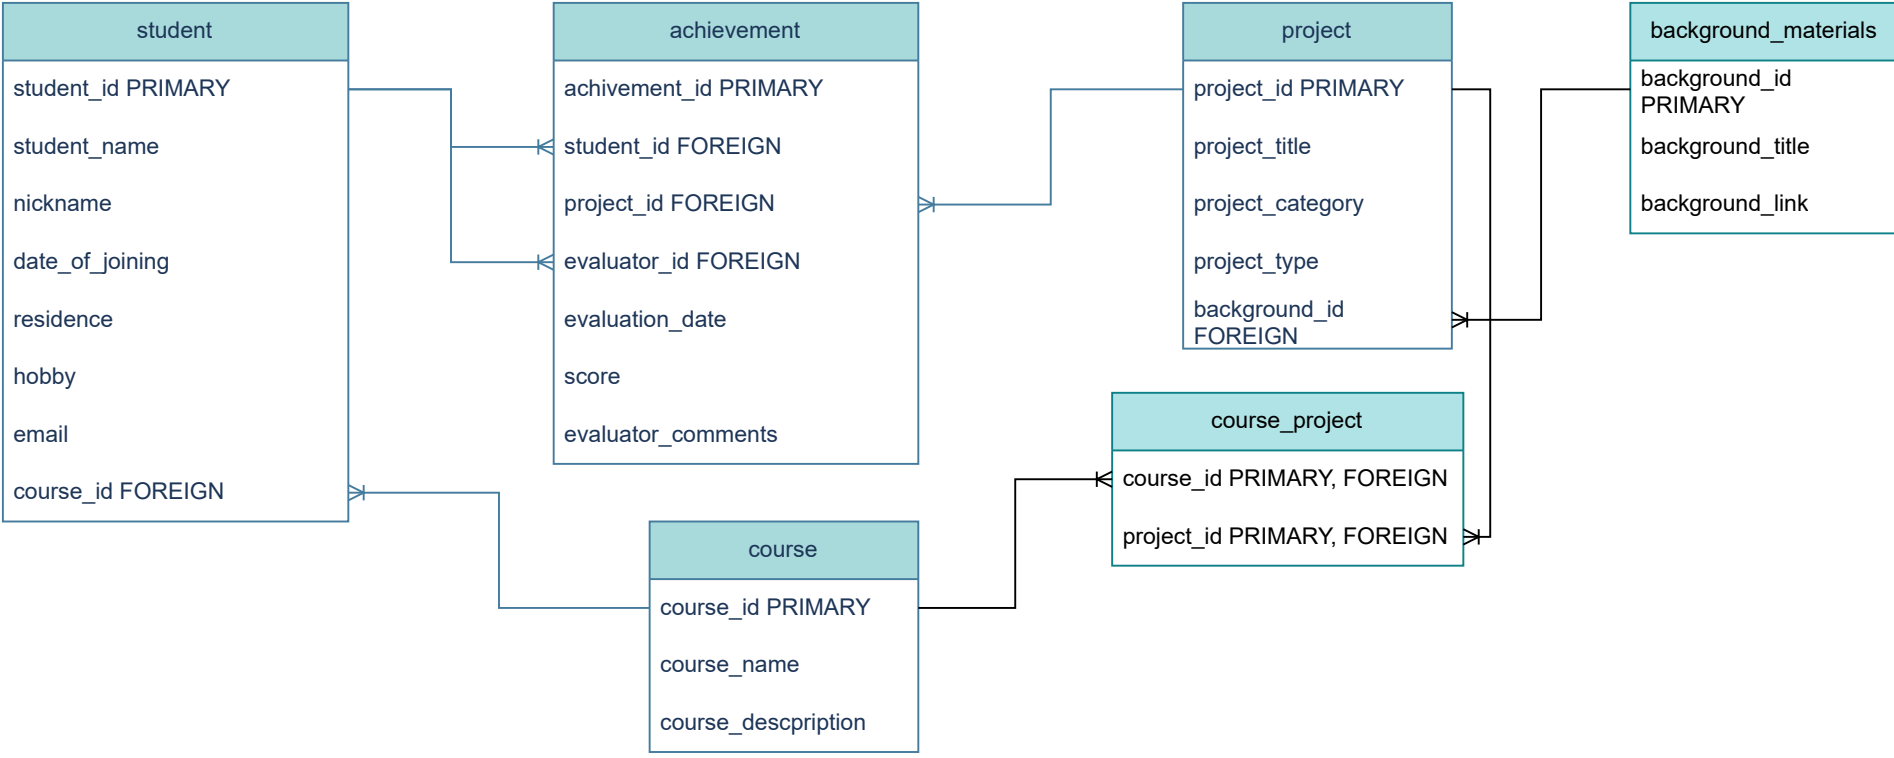 student
student_id PRIMARY
student_name
nickname
date_of_joining
residence
hobby
email
course_id FOREIGN
achievement
achivement_id PRIMARY
student_id FOREIGN
project_id FOREIGN
evaluator_id FOREIGN
evaluation_date
score
evaluator_comments
project
project_id PRIMARY
project_title
project_category
project_type
background_id
FOREIGN
background_materials
background_id
PRIMARY
background_title
background_link
course_project
course_id PRIMARY, FOREIGN
project_id PRIMARY, FOREIGN
course
course_id PRIMARY
course_name
course_descpription